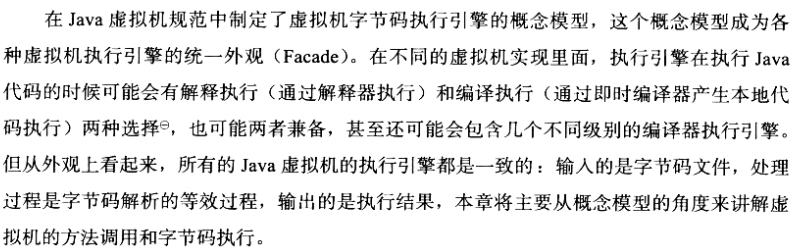 在 Java 虚拟机规范中制定了虚拟机字节码执行引擎的概念模型，这个概念模型成为各
种虚拟机执行引擎的统一外观（Facade）。在不同的虚拟机实现里面，执行引擎在执行 Java
代码的时候可能会有解释执行（通过解释器执行）和编译执行（通过即时编译器产生本地代
码执行）两种选择㊀，也可能两者兼备，甚至还可能会包含几个不同级别的编译器执行引擎。
但从外观上看起来，所有的 Java 虚拟机的执行引擎都是一致的：输入的是字节码文件，处理
过程是字节码解析的等效过程，输出的是执行结果，本章将主要从概念模型的角度来讲解虚
拟机的方法调用和字节码执行。